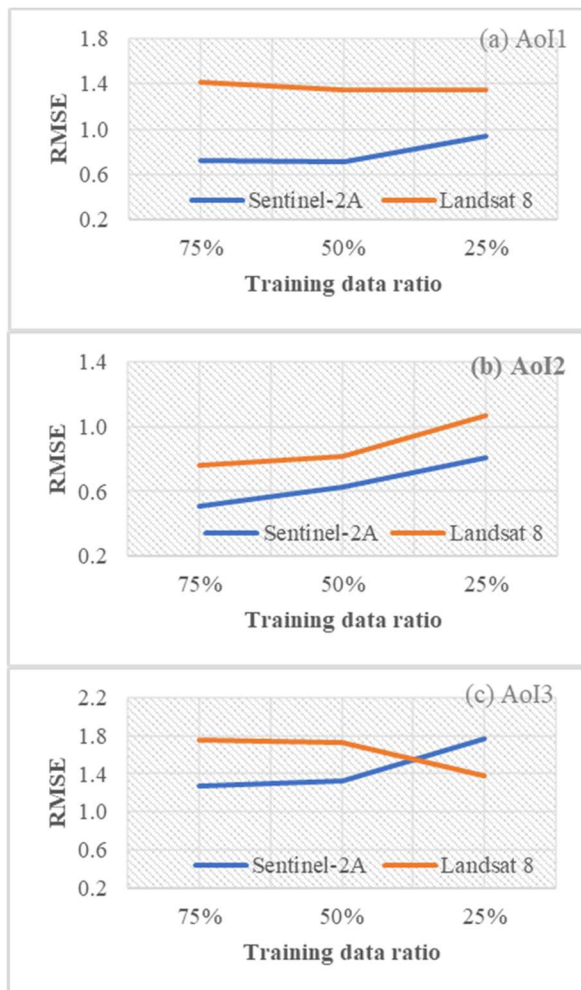 (a) AoI1
1.8
1.4
1.0
0.6
0.2
RMSE
Sentinel-2A Landsat 8
75% 50% 25%
Training data ratio
(b) AoI2
1.4
1.0
0.6
0.2
RMSE
Sentinel-2A Landsat 8
75% 50% 25%
Training data ratio
(c) AoI3
2.2
1.8
1.4
1.0
0.6
0.2
RMSE
Sentinel-2A Landsat 8
75% 50% 25%
Training data ratio